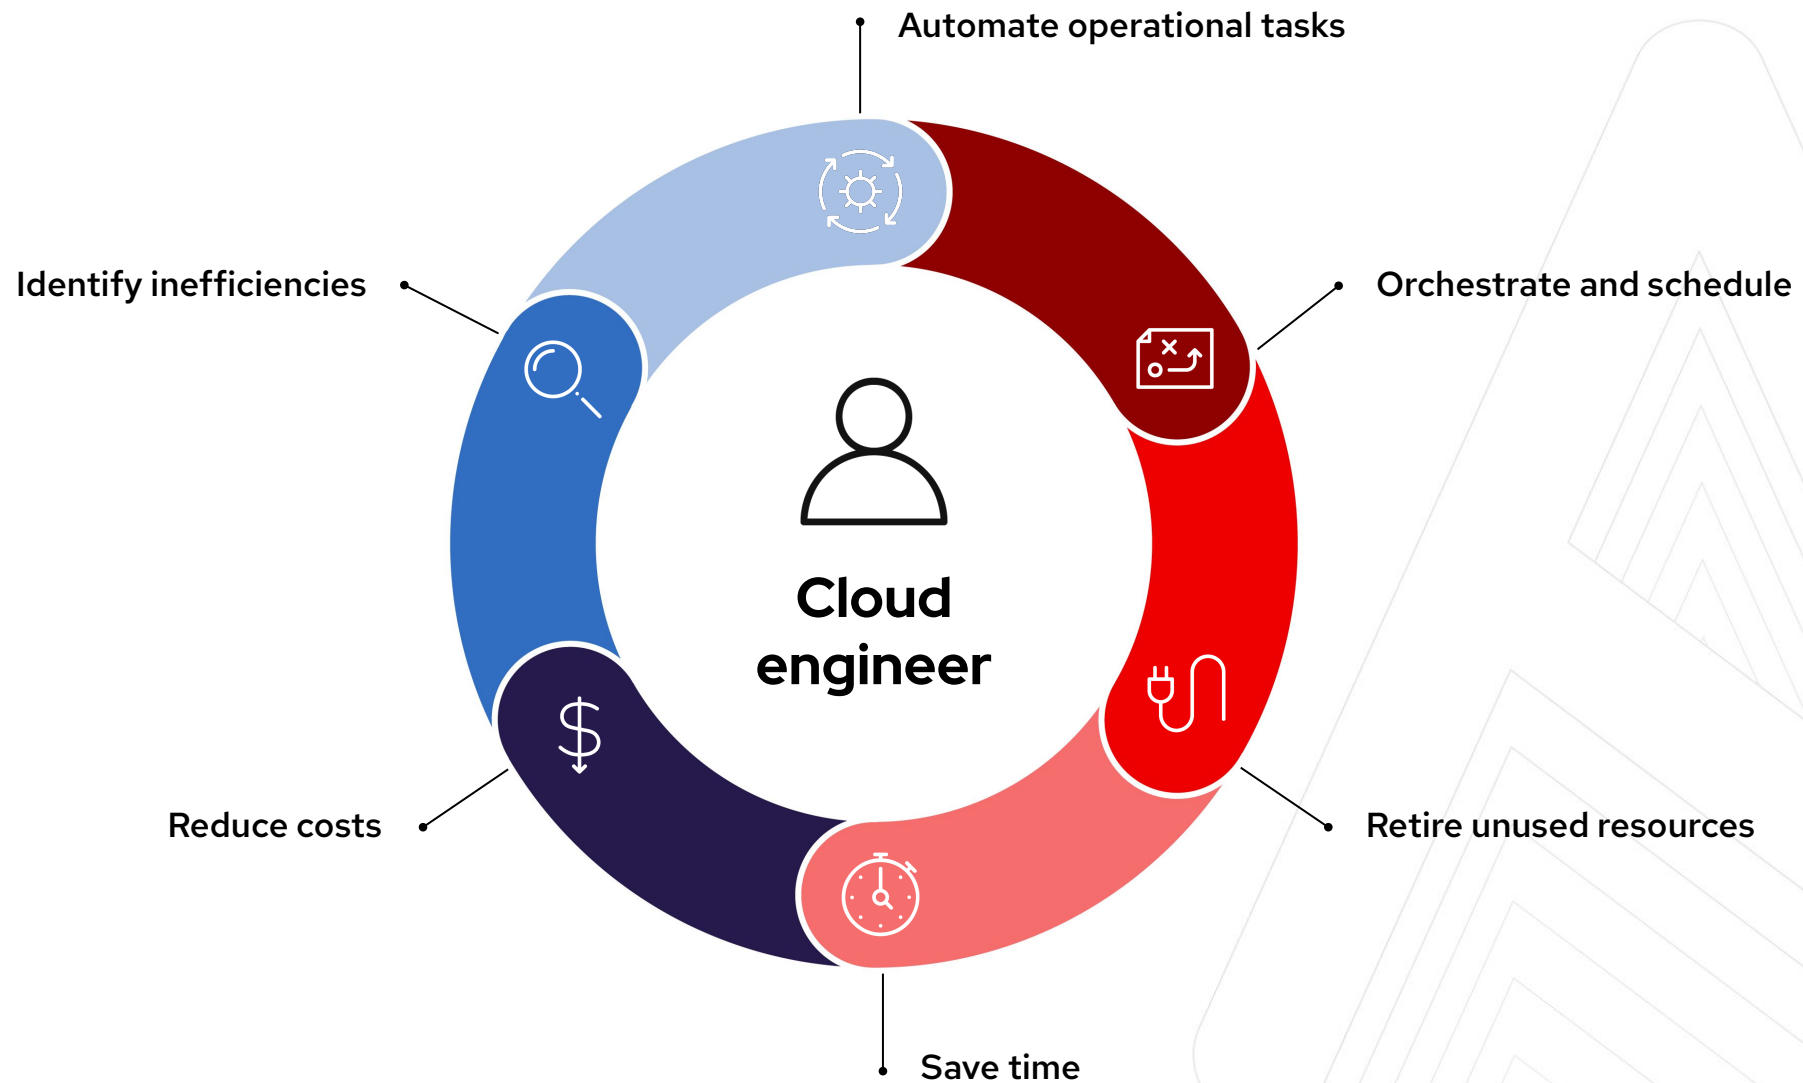 Automate operational tasks
Identify inefficiencies
Orchestrate and schedule
Cloud
engineer
Reduce costs
Retire unused resources
Save time